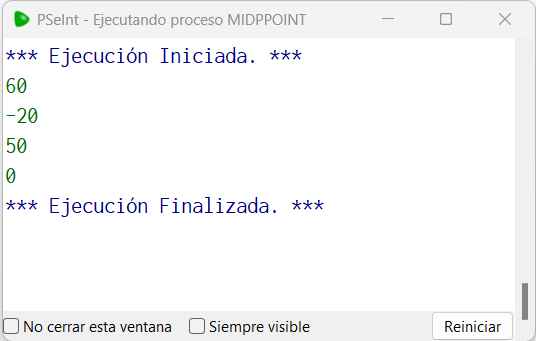 PSeInt - Ejecutando proceso MIDPPOINT
*** Ejecución Iniciada. ***
60
-20
50
0
*** Ejecución Finalizada. ***
No cerrar esta ventana
Siempre visible
Reiniciar